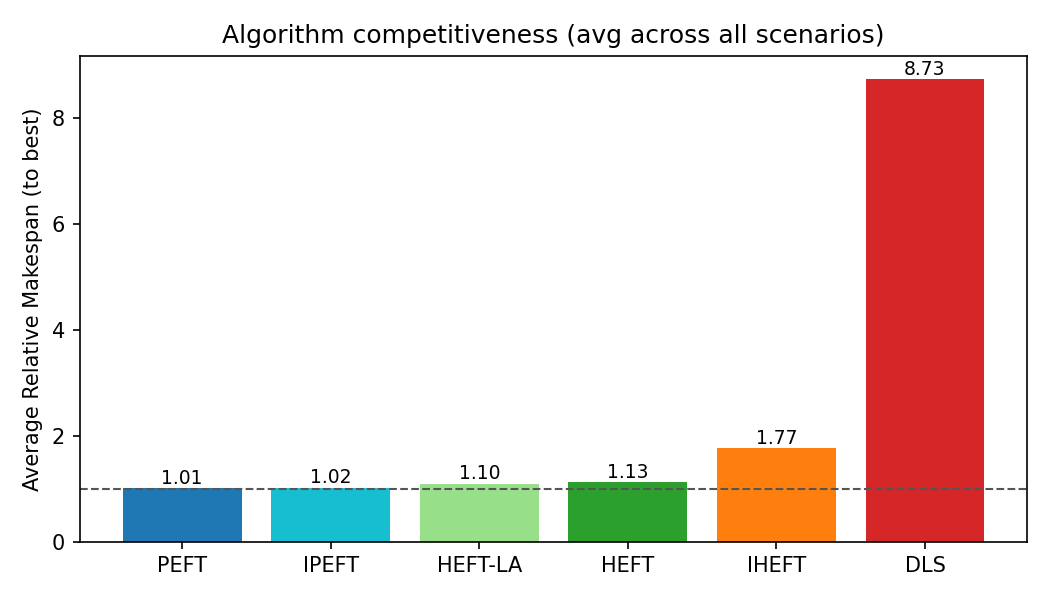 Algorithm competitiveness (avg across all scenarios)
Average Relative Makespan (to best)
8
6
4
2
0
1.01
1.02
1.10
1.13
1.77
8.73
PEFT
IPEFT
HEFT-LA
HEFT
IHEFT
DLS